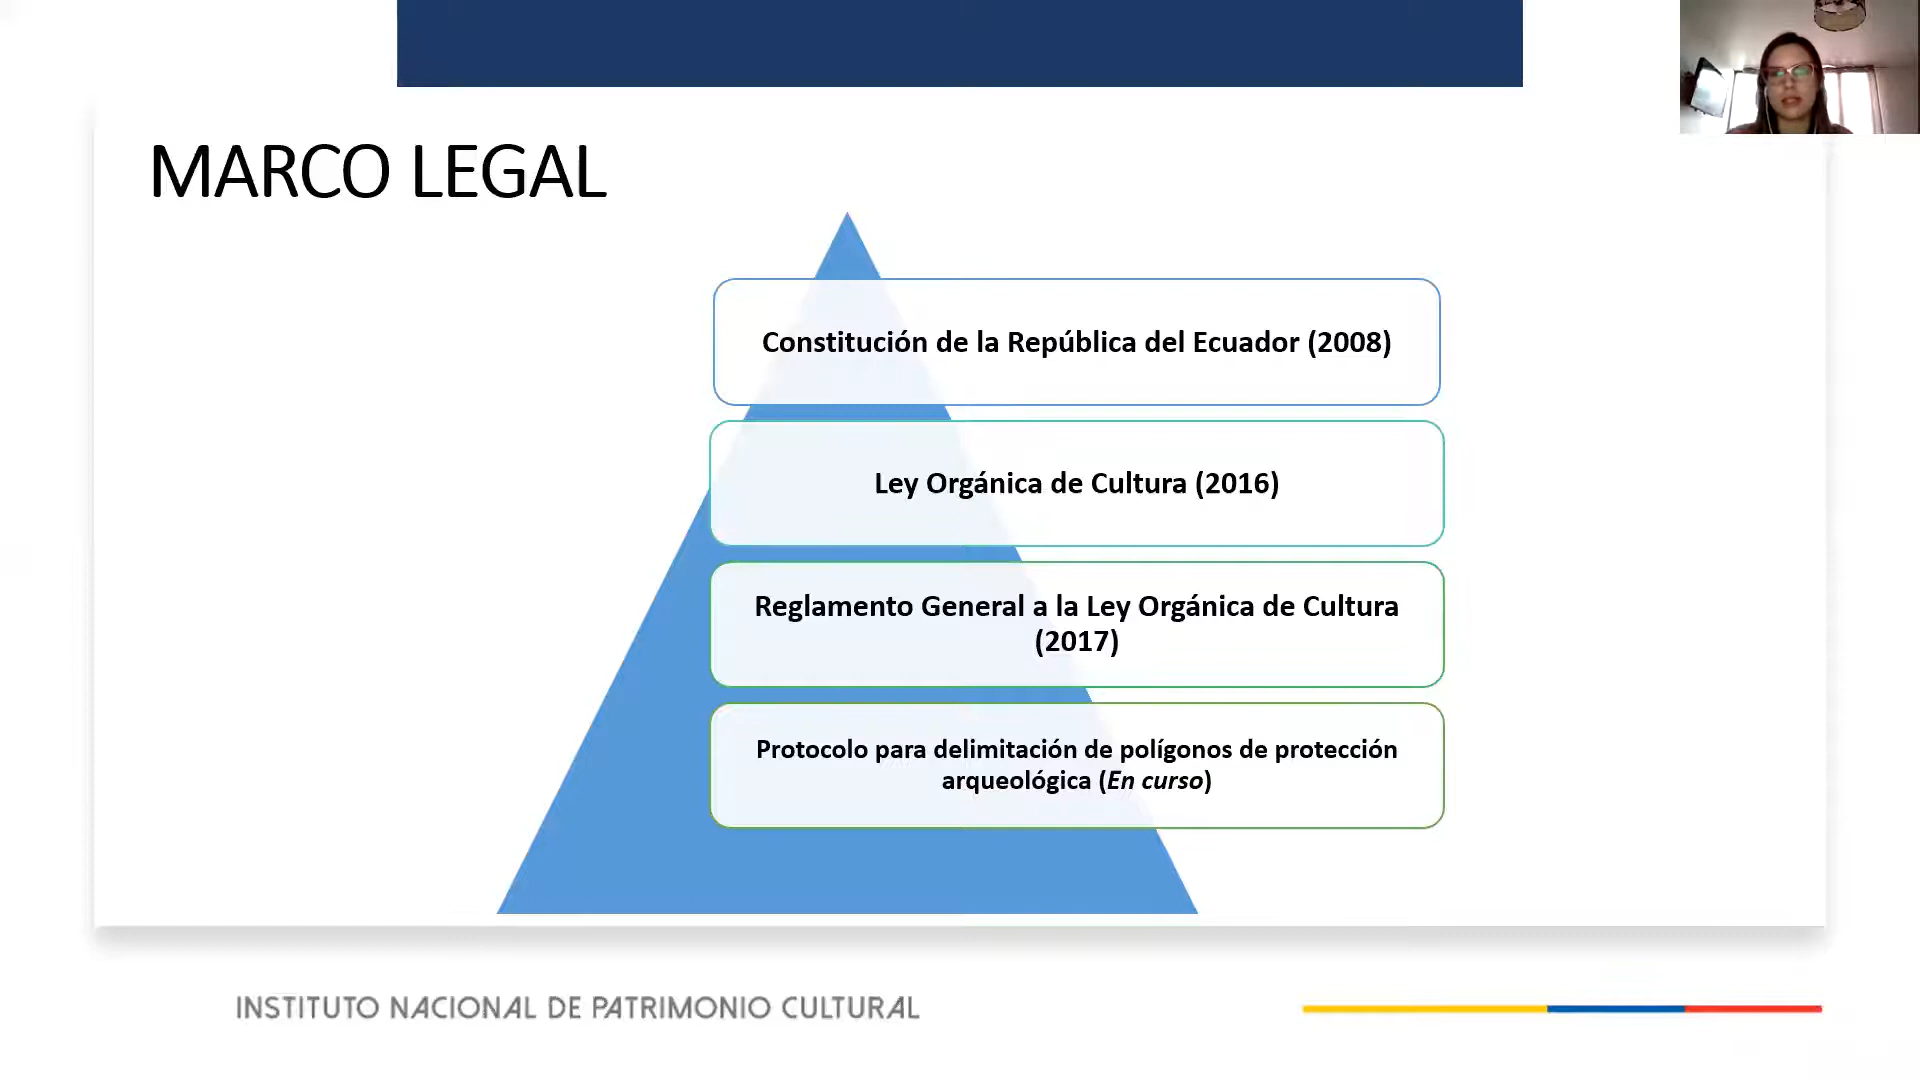 MARCO LEGAL
Constitución de la República del Ecuador (2008)
Ley Orgánica de Cultura (2016)
Reglamento General a la Ley Orgánica de Cultura
(2017)
Protocolo para delimitación de polígonos de protección
arqueológica (En curso)
INSTITUTO NACIONAL DE PATRIMONIO CULTURAL